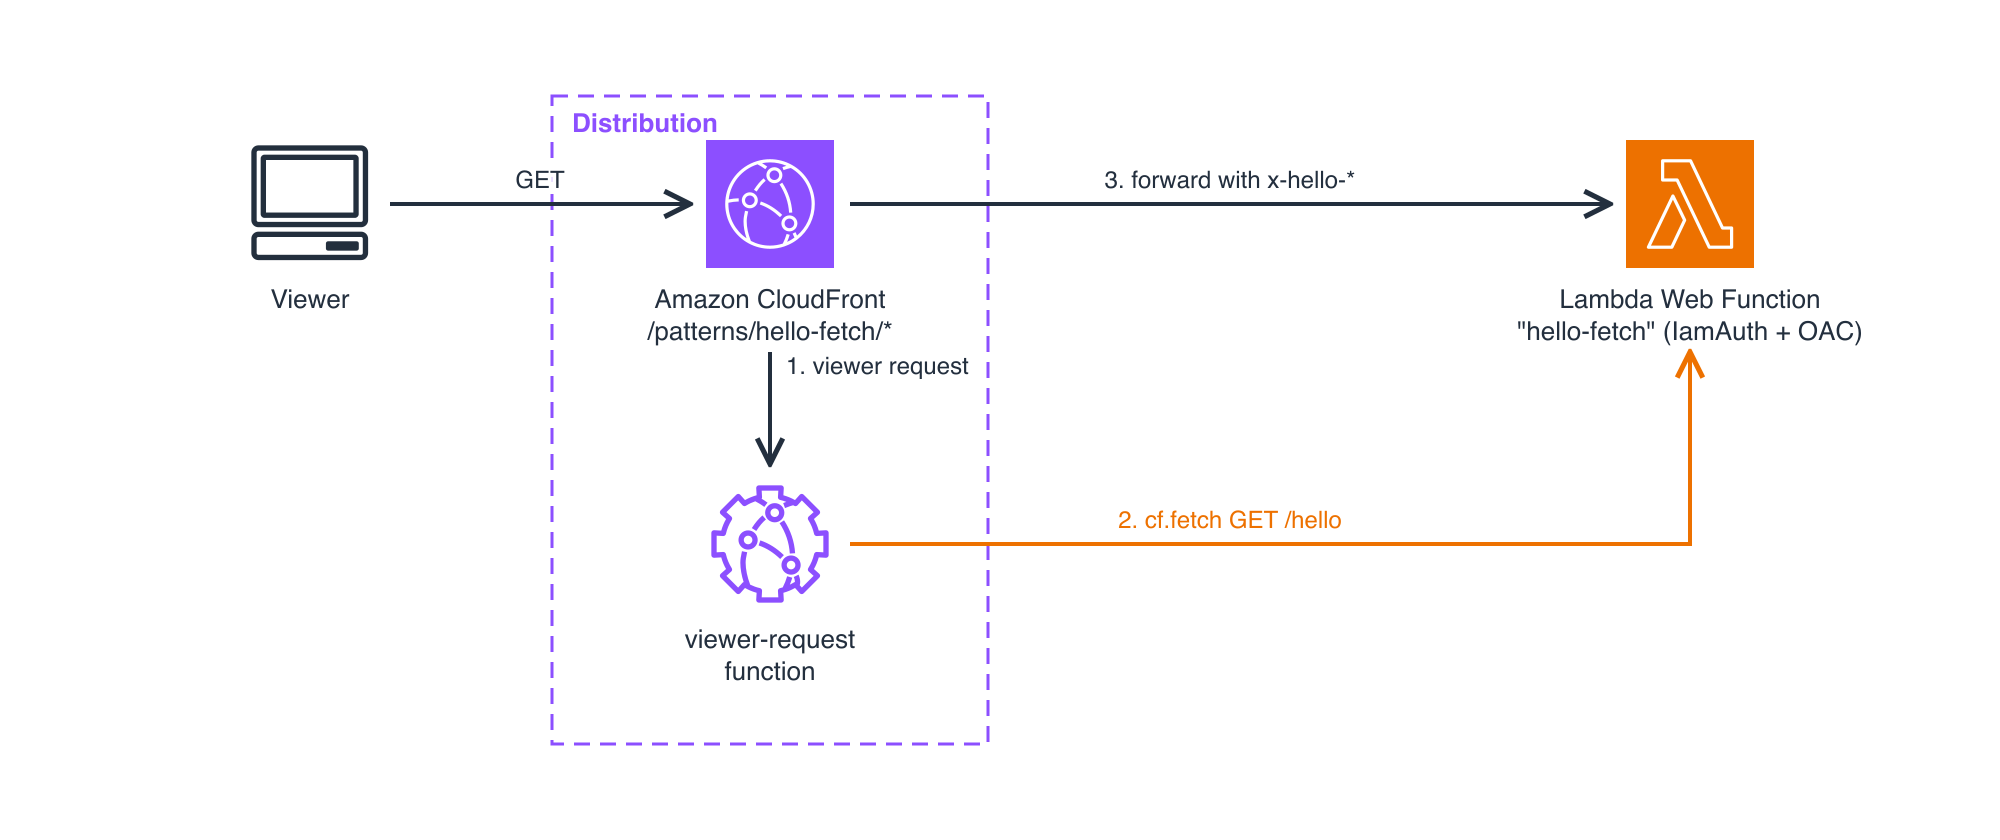 Distribution
GET
3. forward with x-hello-*
Viewer
Amazon CloudFront
/patterns/hello-fetch/*
Lambda Web Function
"hello-fetch" (IamAuth + OAC)
1. viewer request
2. cf.fetch GET /hello
viewer-request
function